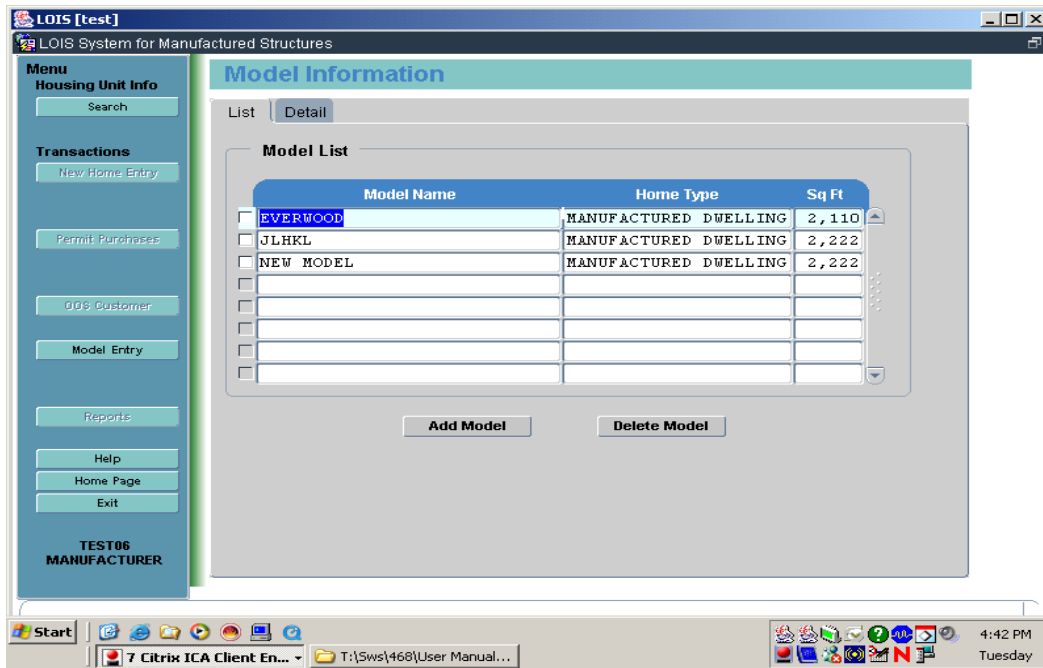 LOIS [test]
LOIS System for Manufactured Structures
Menu
Housing Unit Info
Search
Transactions
New Home Entry
Permit Purchases
OOS Customer
Model Entry
Reports
Help
Home Page
Exit
TEST06
MANUFACTURER
Model Information
List Detail
Model List
Model Name Home Type Sq Ft
EVERWOOD MANUFACTURED DWELLING 2,110
JLHKL MANUFACTURED DWELLING 2,222
NEW MODEL MANUFACTURED DWELLING 2,222
Add Model Delete Model
Start
7 Citrix ICA Client En... T:\Sws\468\User Manual...
4:42 PM
Tuesday